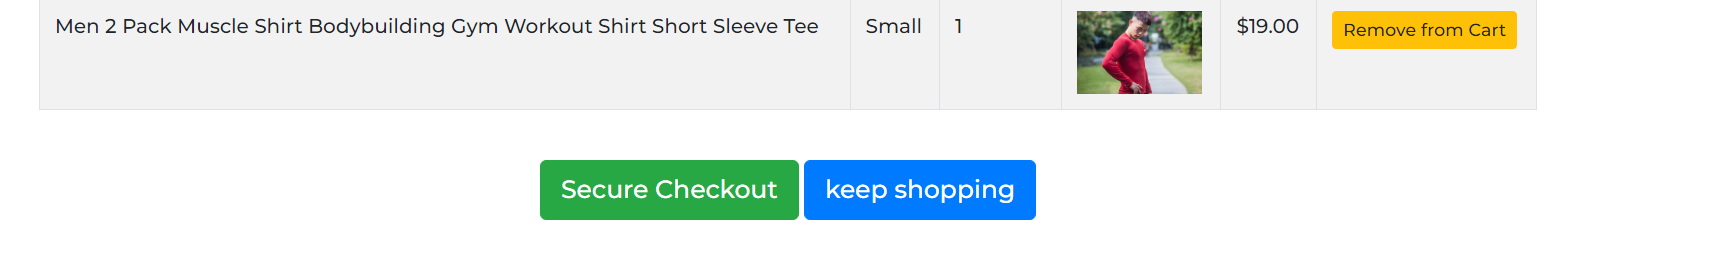 Men 2 Pack Muscle Shirt Bodybuilding Gym Workout Shirt Short Sleeve Tee Small 1 $19.00 Remove from Cart
Secure Checkout keep shopping